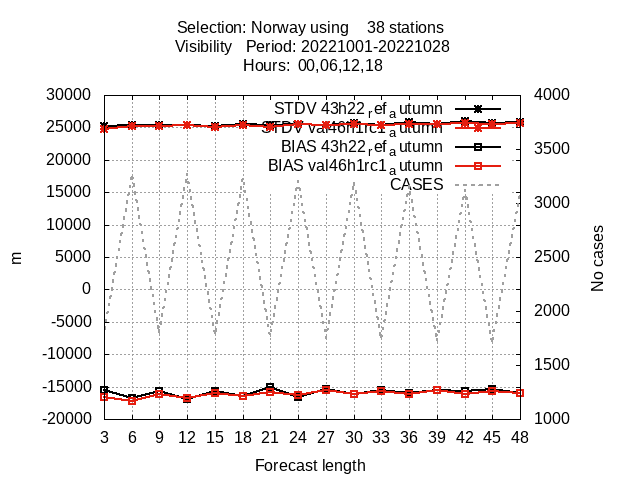 Selection: Norway using    38 stations
Visibility   Period: 20221001-20221028
Hours:  00,06,12,18
30000
25000
20000
15000
10000
5000
0
-5000
-10000
-15000
-20000
m
STDV 43h22_ref_autumn
STDV val46h1rc1_autumn
BIAS 43h22_ref_autumn
BIAS val46h1rc1_autumn
CASES
4000
3500
3000
2500
2000
1500
1000
No cases
3 6 9 12 15 18 21 24 27 30 33 36 39 42 45 48
Forecast length